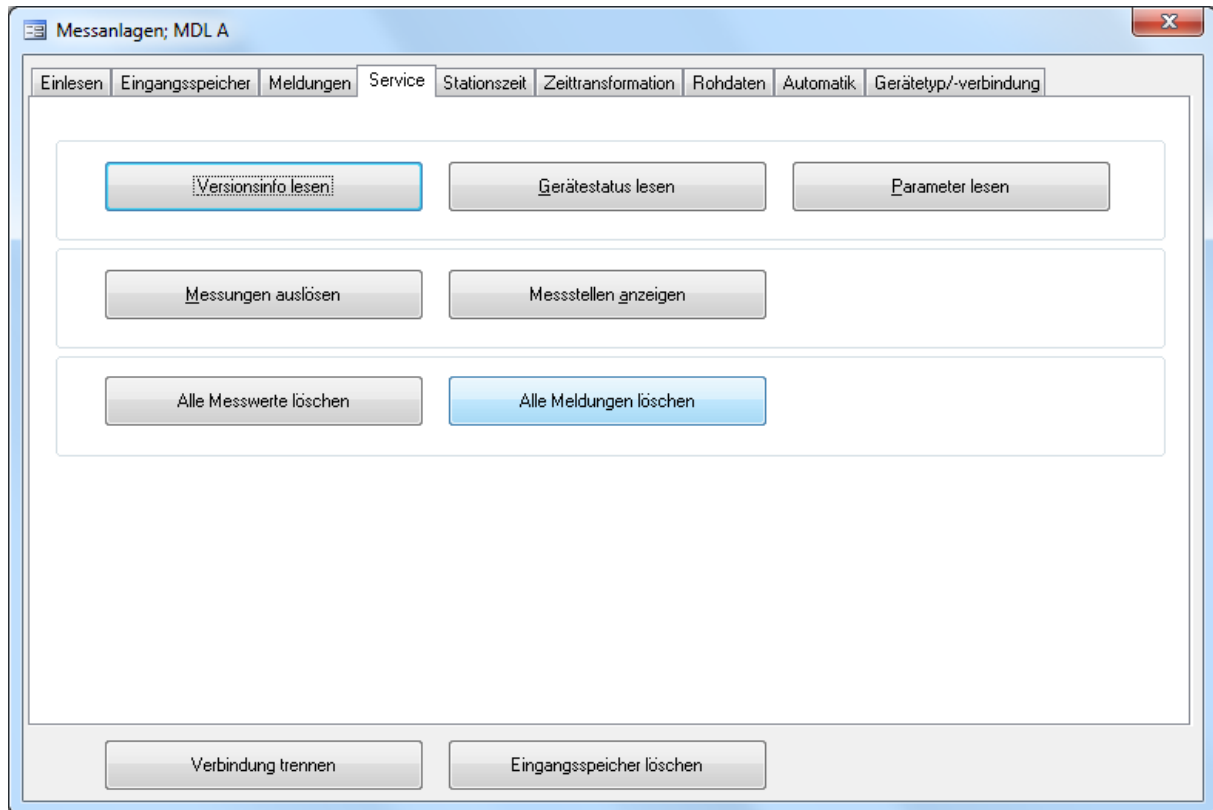 Messanlagen; MDL A
Einlesen Eingangsspeicher Meldungen Service Stationszeit Zeittransformation Rohdaten Automatik Gerätetyp/-verbindung
Versionsinfo lesen Gerätestatus lesen Parameter lesen
Messungen auslösen Messstellen anzeigen
Alle Messwerte löschen Alle Meldungen löschen
Verbindung trennen Eingangsspeicher löschen